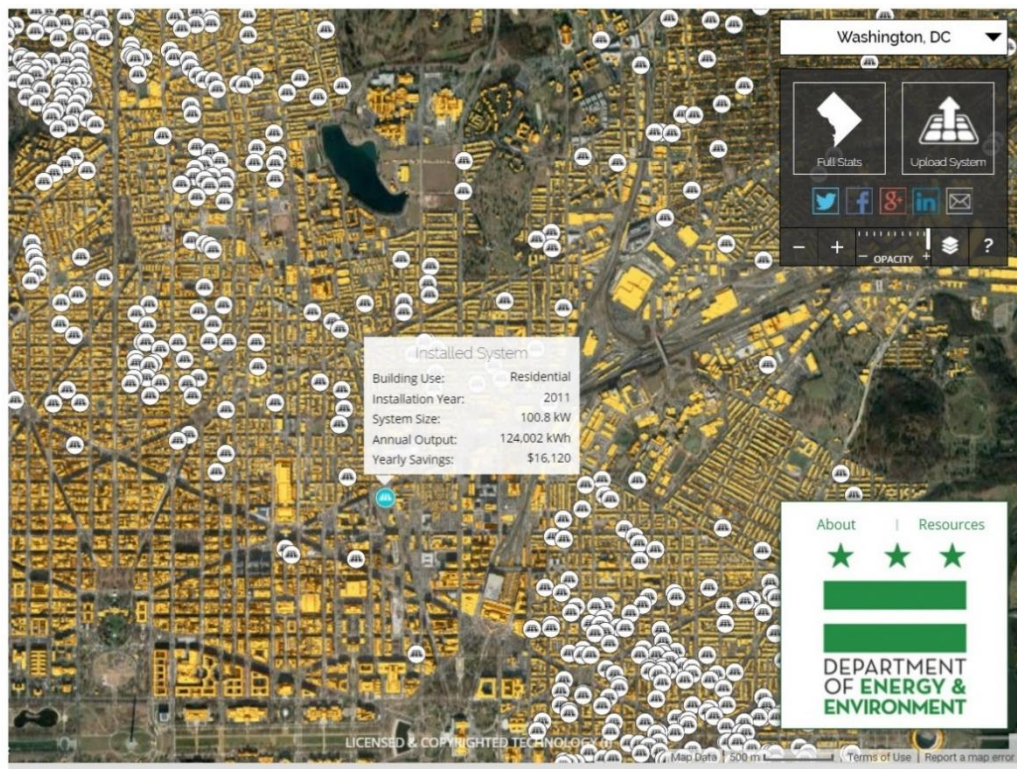 Washington, DC
Full Stats
Upload System
− +
− OPACITY +
?
Installed System
Building Use: Residential
Installation Year: 2011
System Size: 100.8 kW
Annual Output: 124,002 kWh
Yearly Savings: $16,120
About | Resources
DEPARTMENT
OF ENERGY &
ENVIRONMENT
LICENSED & COPYRIGHTED TECHNOLOGY
Map Data 500 m Terms of Use Report a map error